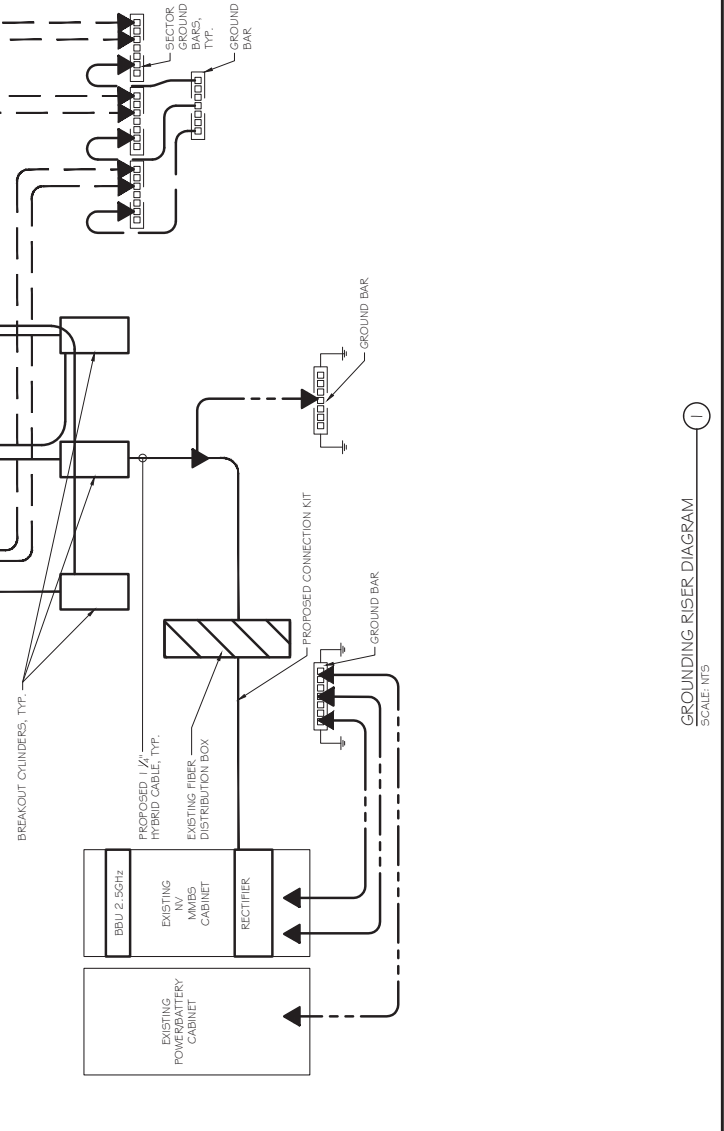 SECTOR
GROUND
BARS,
TYP.
GROUND
BAR
GROUND BAR
PROPOSED CONNECTION KIT
GROUND BAR
BREAKOUT CYLINDERS, TYP.
PROPOSED 1 ¼"
HYBRID CABLE, TYP.
EXISTING FIBER
DISTRIBUTION BOX
BBU 2.5GHz
EXISTING
NV
MMBS
CABINET
RECTIFIER
EXISTING
POWER/BATTERY
CABINET
GROUNDING RISER DIAGRAM
SCALE: NTS
1